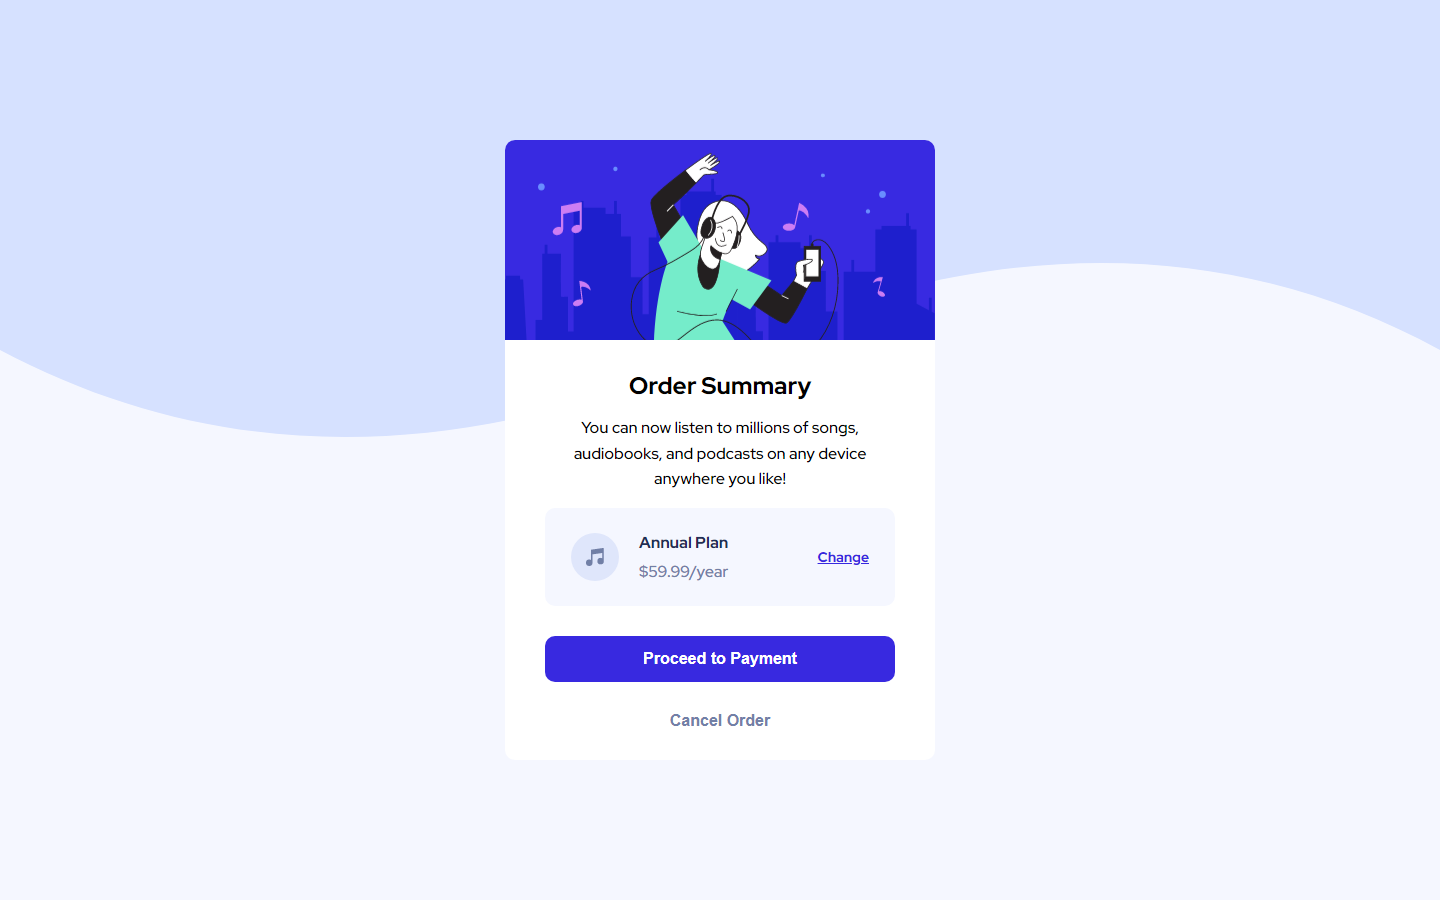 Order Summary
You can now listen to millions of songs,
audiobooks, and podcasts on any device
anywhere you like!
Annual Plan
$59.99/year
Change
Proceed to Payment
Cancel Order